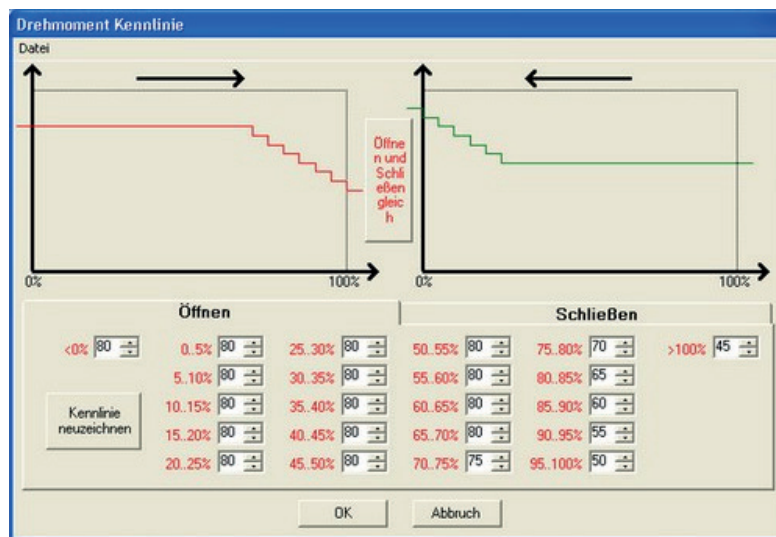 Drehmoment Kennlinie
Datei
Öffne
n und
Schli
eßen
gleic
h
0% 100% 0% 100%
Öffnen Schließen
<0% 80 0..5% 80 25..30% 80 50..55% 80 75..80% 70 >100% 45
5..10% 80 30..35% 80 55..60% 80 80..85% 65
Kennlinie
neuzeichnen
10..15% 80 35..40% 80 60..65% 80 85..90% 60
15..20% 80 40..45% 80 65..70% 80 90..95% 55
20..25% 80 45..50% 80 70..75% 75 95..100% 50
OK Abbruch